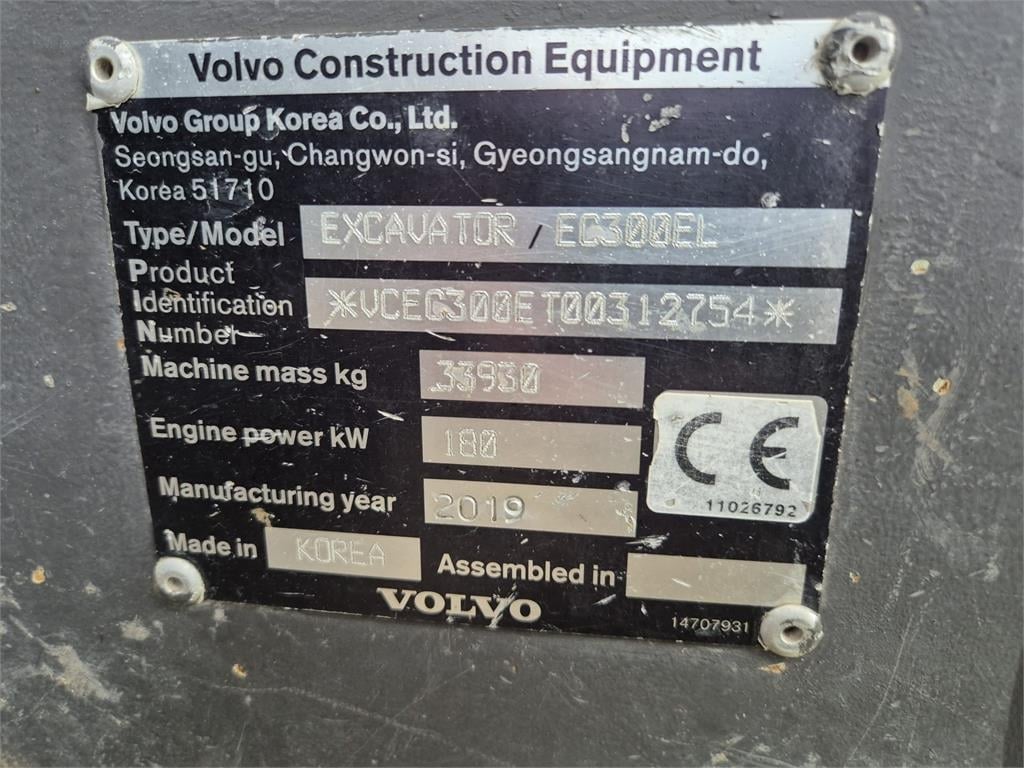 Volvo Construction Equipment
Volvo Group Korea Co., Ltd.
Seongsan-gu, Changwon-si, Gyeongsangnam-do,
Korea 51710
Type/Model EXCAVATOR / EC300EL
Product
Identification *VCEC300ET00312754*
Number
Machine mass kg 33930
Engine power kW 180
CE
Manufacturing year 2019
11026792
Made in KOREA Assembled in
VOLVO
14707931